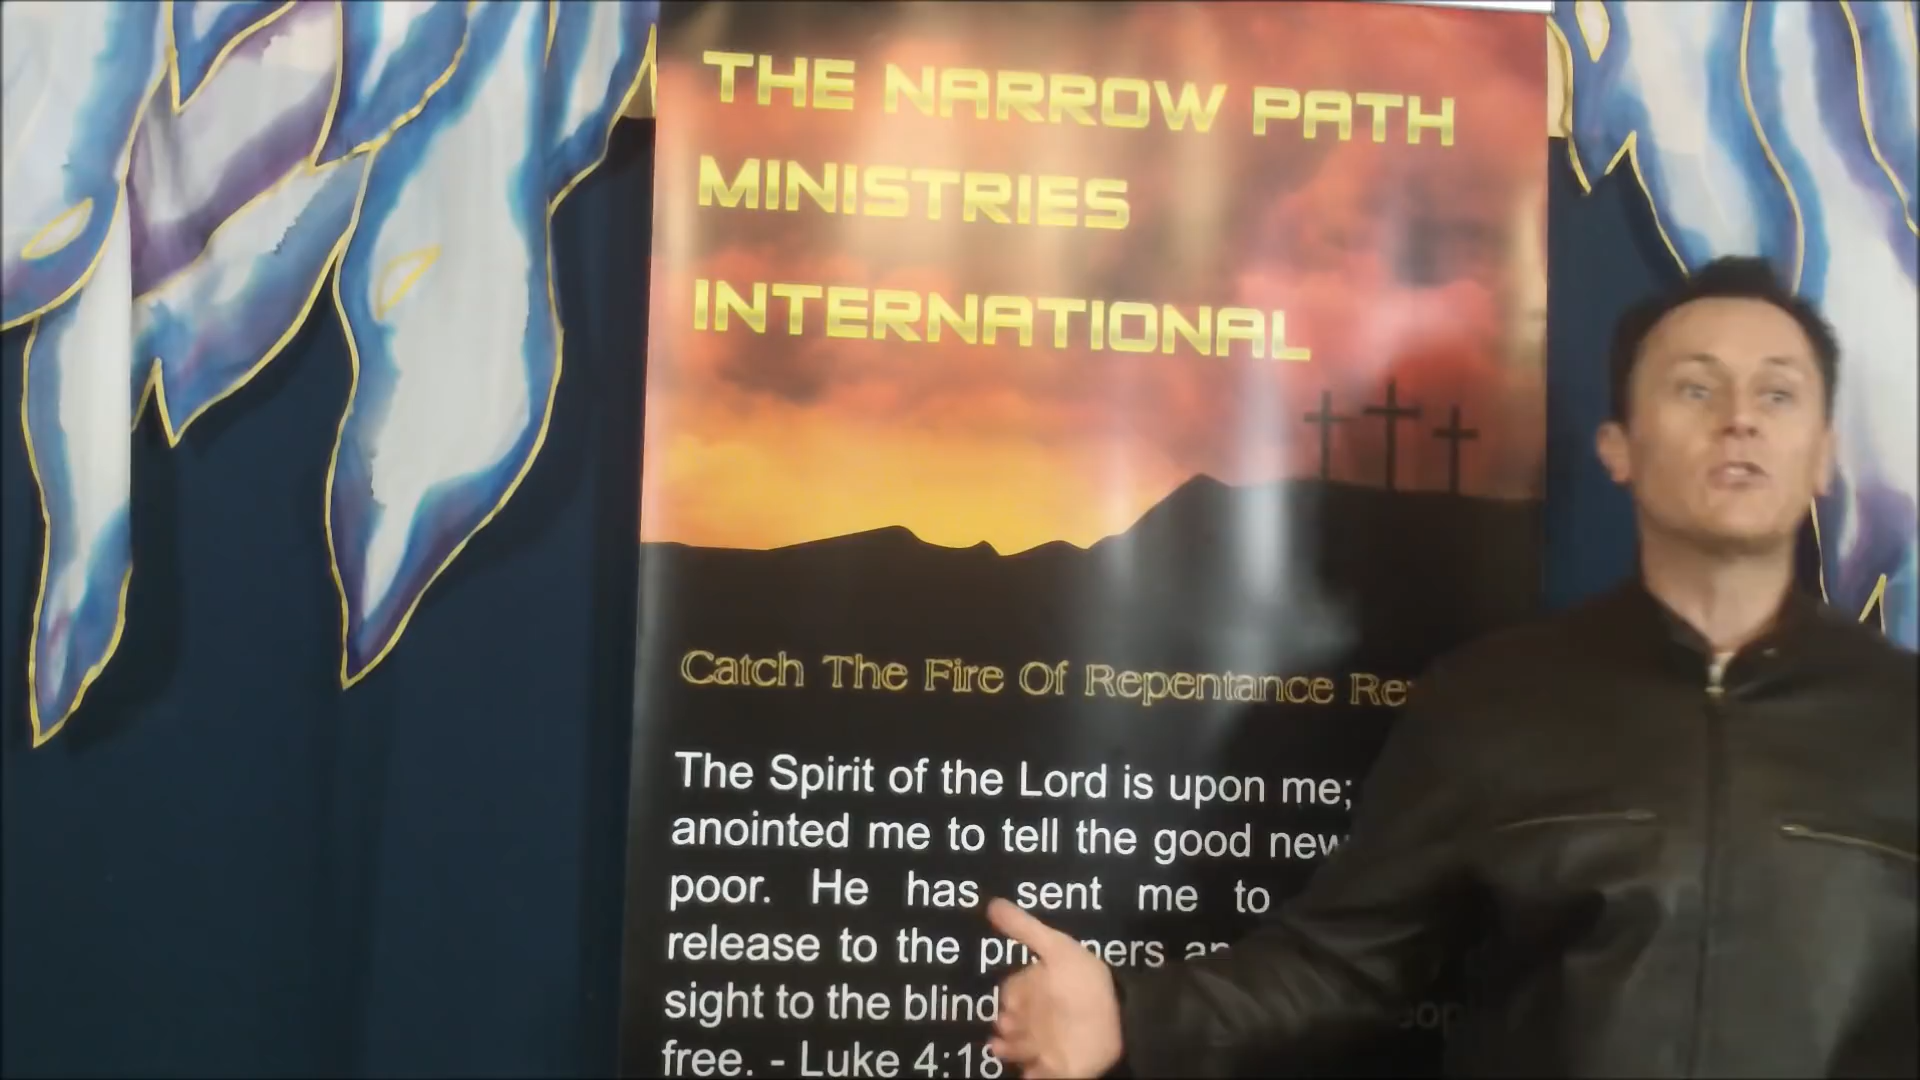 THE NARROW PATH
MINISTRIES
INTERNATIONAL
Catch The Fire Of Repentance
The Spirit of the Lord is upon me;
anointed me to tell the good
poor. He has sent me to
release to the
sight to the blind
free. - Luke 4:18